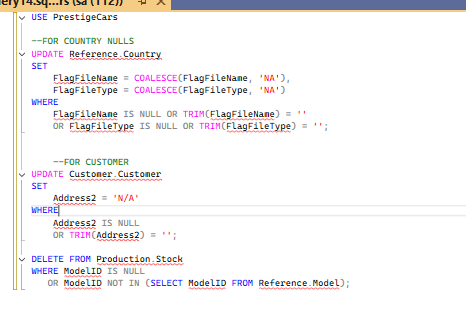 ery14.sq...rs (sa (112))
USE PrestigeCars
--FOR COUNTRY NULLS
UPDATE Reference.Country
SET
FlagFileName = COALESCE(FlagFileName, 'NA'),
FlagFileType = COALESCE(FlagFileType, 'NA')
WHERE
FlagFileName IS NULL OR TRIM(FlagFileName) = ''
OR FlagFileType IS NULL OR TRIM(FlagFileType) = '';
--FOR CUSTOMER
UPDATE Customer.Customer
SET
Address2 = 'N/A'
WHERE
Address2 IS NULL
OR TRIM(Address2) = '';
DELETE FROM Production.Stock
WHERE ModelID IS NULL
OR ModelID NOT IN (SELECT ModelID FROM Reference.Model);